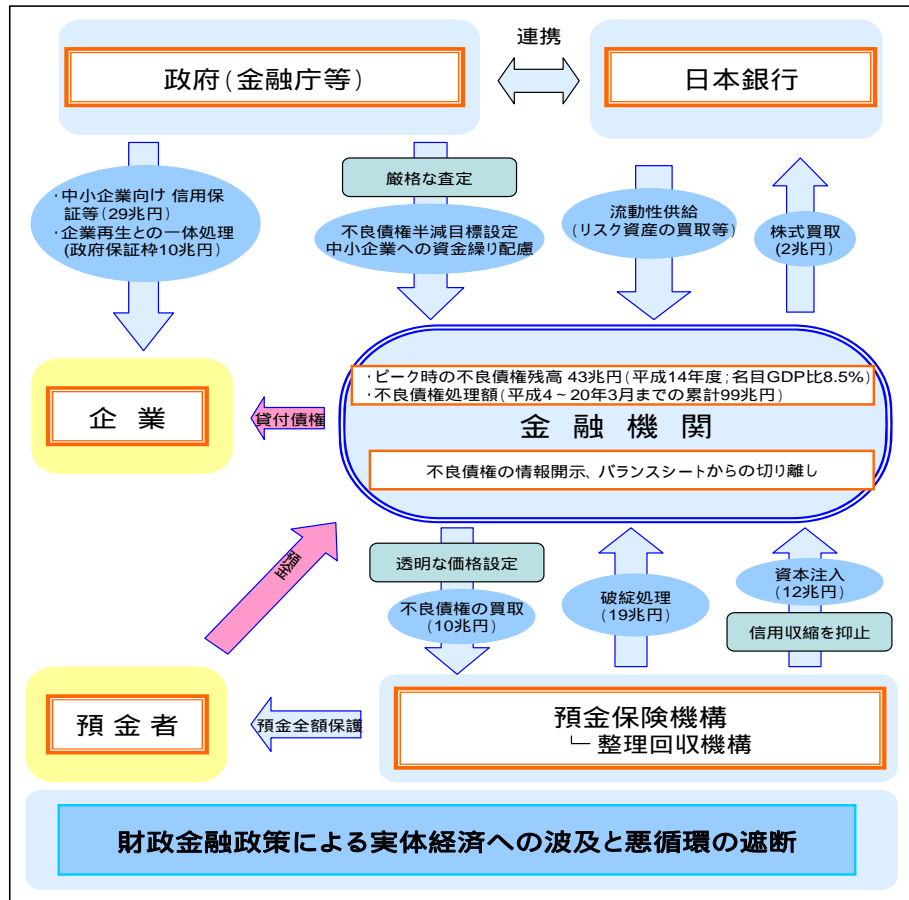 連携
政府(金融庁等)
日本銀行
・中小企業向け 信用保
証等(29兆円)
・企業再生との一体処理
(政府保証枠10兆円)
厳格な査定
不良債権半減目標設定
中小企業への資金繰り配慮
流動性供給
(リスク資産の買取等)
株式買取
(2兆円)
・ピーク時の不良債権残高 43兆円(平成14年度;名目GDP比8.5%)
・不良債権処理額(平成4~20年3月までの累計99兆円)
金融機関
不良債権の情報開示、バランスシートからの切り離し
企業
貸付債権
預金
透明な価格設定
不良債権の買取
(10兆円)
破綻処理
(19兆円)
資本注入
(12兆円)
信用収縮を抑止
預金者
預金全額保護
預金保険機構
└ 整理回収機構
財政金融政策による実体経済への波及と悪循環の遮断